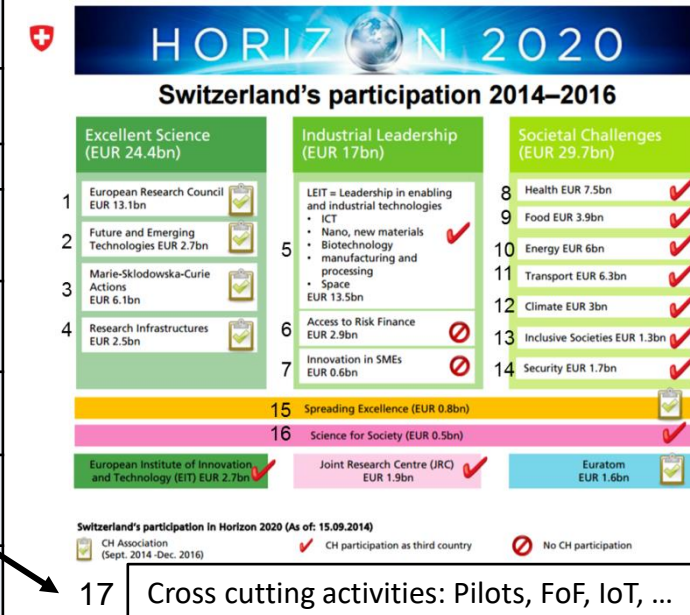 HORIZON 2020
Switzerland's participation 2014–2016
Excellent Science
(EUR 24.4bn)
1
European Research Council
EUR 13.1bn
2
Future and Emerging
Technologies EUR 2.7bn
3
Marie-Sklodowska-Curie
Actions
EUR 6.1bn
4
Research Infrastructures
EUR 2.5bn
Industrial Leadership
(EUR 17bn)
5
LEIT = Leadership in enabling
and industrial technologies
• ICT
• Nano, new materials
• Biotechnology
• manufacturing and
processing
• Space
EUR 13.5bn
6
Access to Risk Finance
EUR 2.9bn
7
Innovation in SMEs
EUR 0.6bn
Societal Challenges
(EUR 29.7bn)
8 Health EUR 7.5bn
9 Food EUR 3.9bn
10 Energy EUR 6bn
11 Transport EUR 6.3bn
12 Climate EUR 3bn
13 Inclusive Societies EUR 1.3bn
14 Security EUR 1.7bn
15 Spreading Excellence (EUR 0.8bn)
16 Science for Society (EUR 0.5bn)
European Institute of Innovation
and Technology (EIT) EUR 2.7bn
Joint Research Centre (JRC)
EUR 1.9bn
Euratom
EUR 1.6bn
Switzerland's participation in Horizon 2020 (As of: 15.09.2014)
CH Association
(Sept. 2014 -Dec. 2016)
CH participation as third country
No CH participation
17 Cross cutting activities: Pilots, FoF, IoT, ...